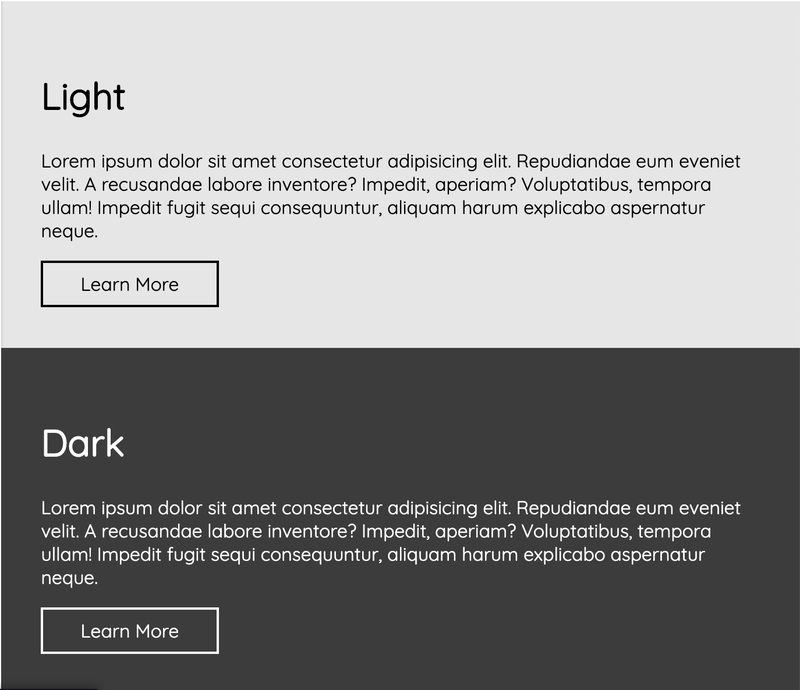 Light
Lorem ipsum dolor sit amet consectetur adipisicing elit. Repudiandae eum eveniet
velit. A recusandae labore inventore? Impedit, aperiam? Voluptatibus, tempora
ullam! Impedit fugit sequi consequuntur, aliquam harum explicabo aspernatur
neque.
Learn More
Dark
Lorem ipsum dolor sit amet consectetur adipisicing elit. Repudiandae eum eveniet
velit. A recusandae labore inventore? Impedit, aperiam? Voluptatibus, tempora
ullam! Impedit fugit sequi consequuntur, aliquam harum explicabo aspernatur
neque.
Learn More